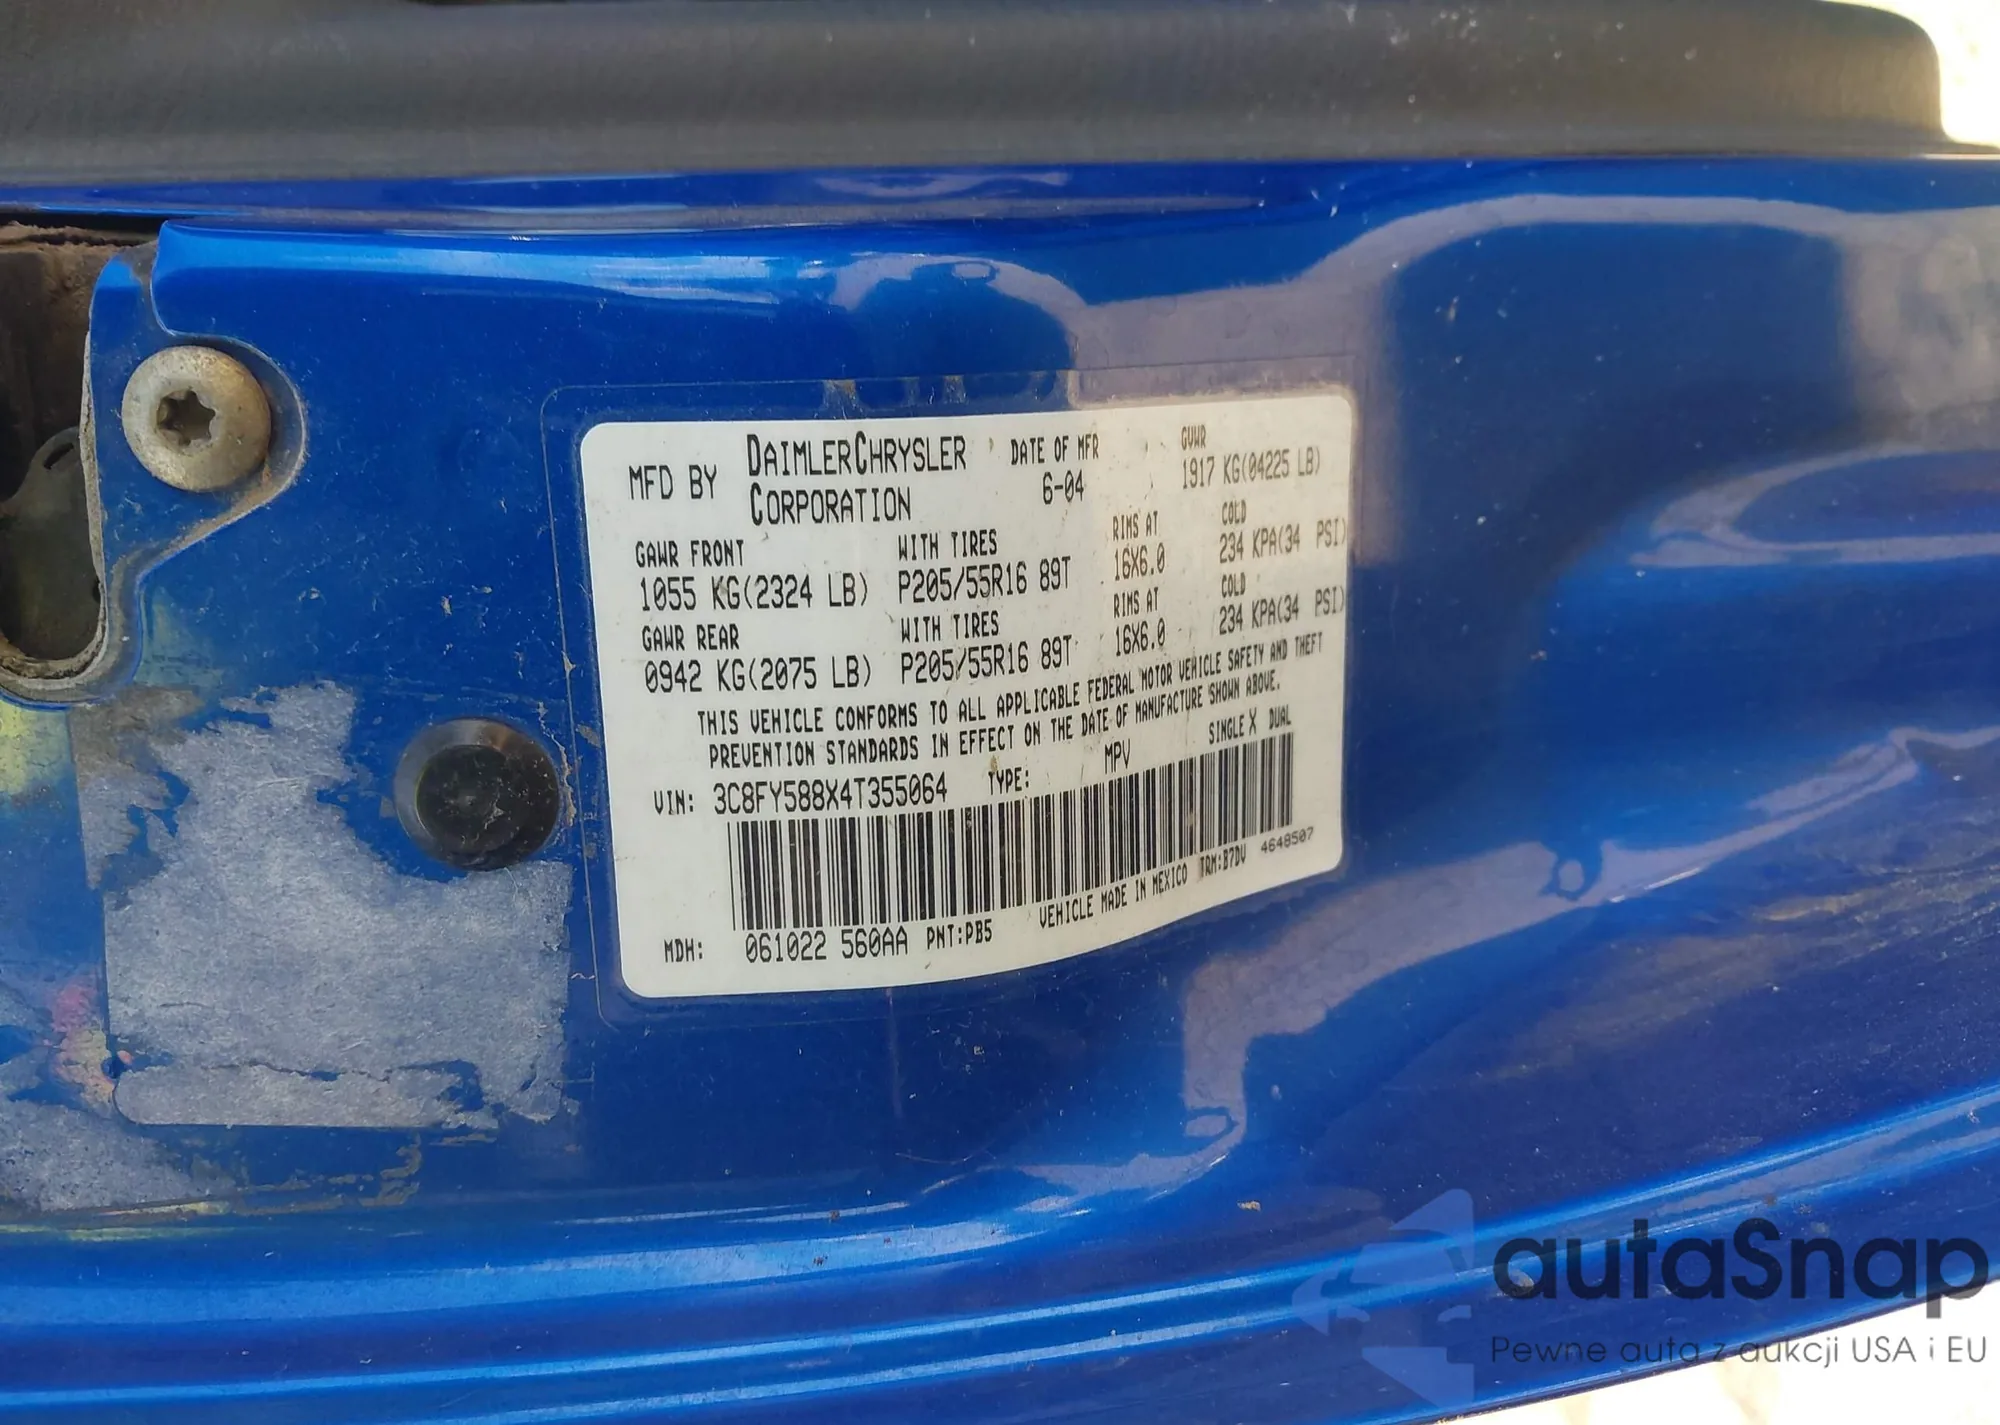 MFD BY DAIMLERCHRYSLER CORPORATION
DATE OF MFR
6-04
GVWR
1917 KG(04225 LB)
GAWR FRONT WITH TIRES RIMS AT COLD
1055 KG(2324 LB) P205/55R16 89T 16X6.0 234 KPA(34 PSI)
GAWR REAR WITH TIRES RIMS AT COLD
0942 KG(2075 LB) P205/55R16 89T 16X6.0 234 KPA(34 PSI)
THIS VEHICLE CONFORMS TO ALL APPLICABLE FEDERAL MOTOR VEHICLE SAFETY AND THEFT
PREVENTION STANDARDS IN EFFECT ON THE DATE OF MANUFACTURE SHOWN ABOVE.
VIN: 3C8FY588X4T355064 TYPE: MPV SINGLE X DUAL
MDH: 061022 560AA PNT:PB5 VEHICLE MADE IN MEXICO TRM:B7DV 4648507
autaSnap
Pewne auta z aukcji USA i EU